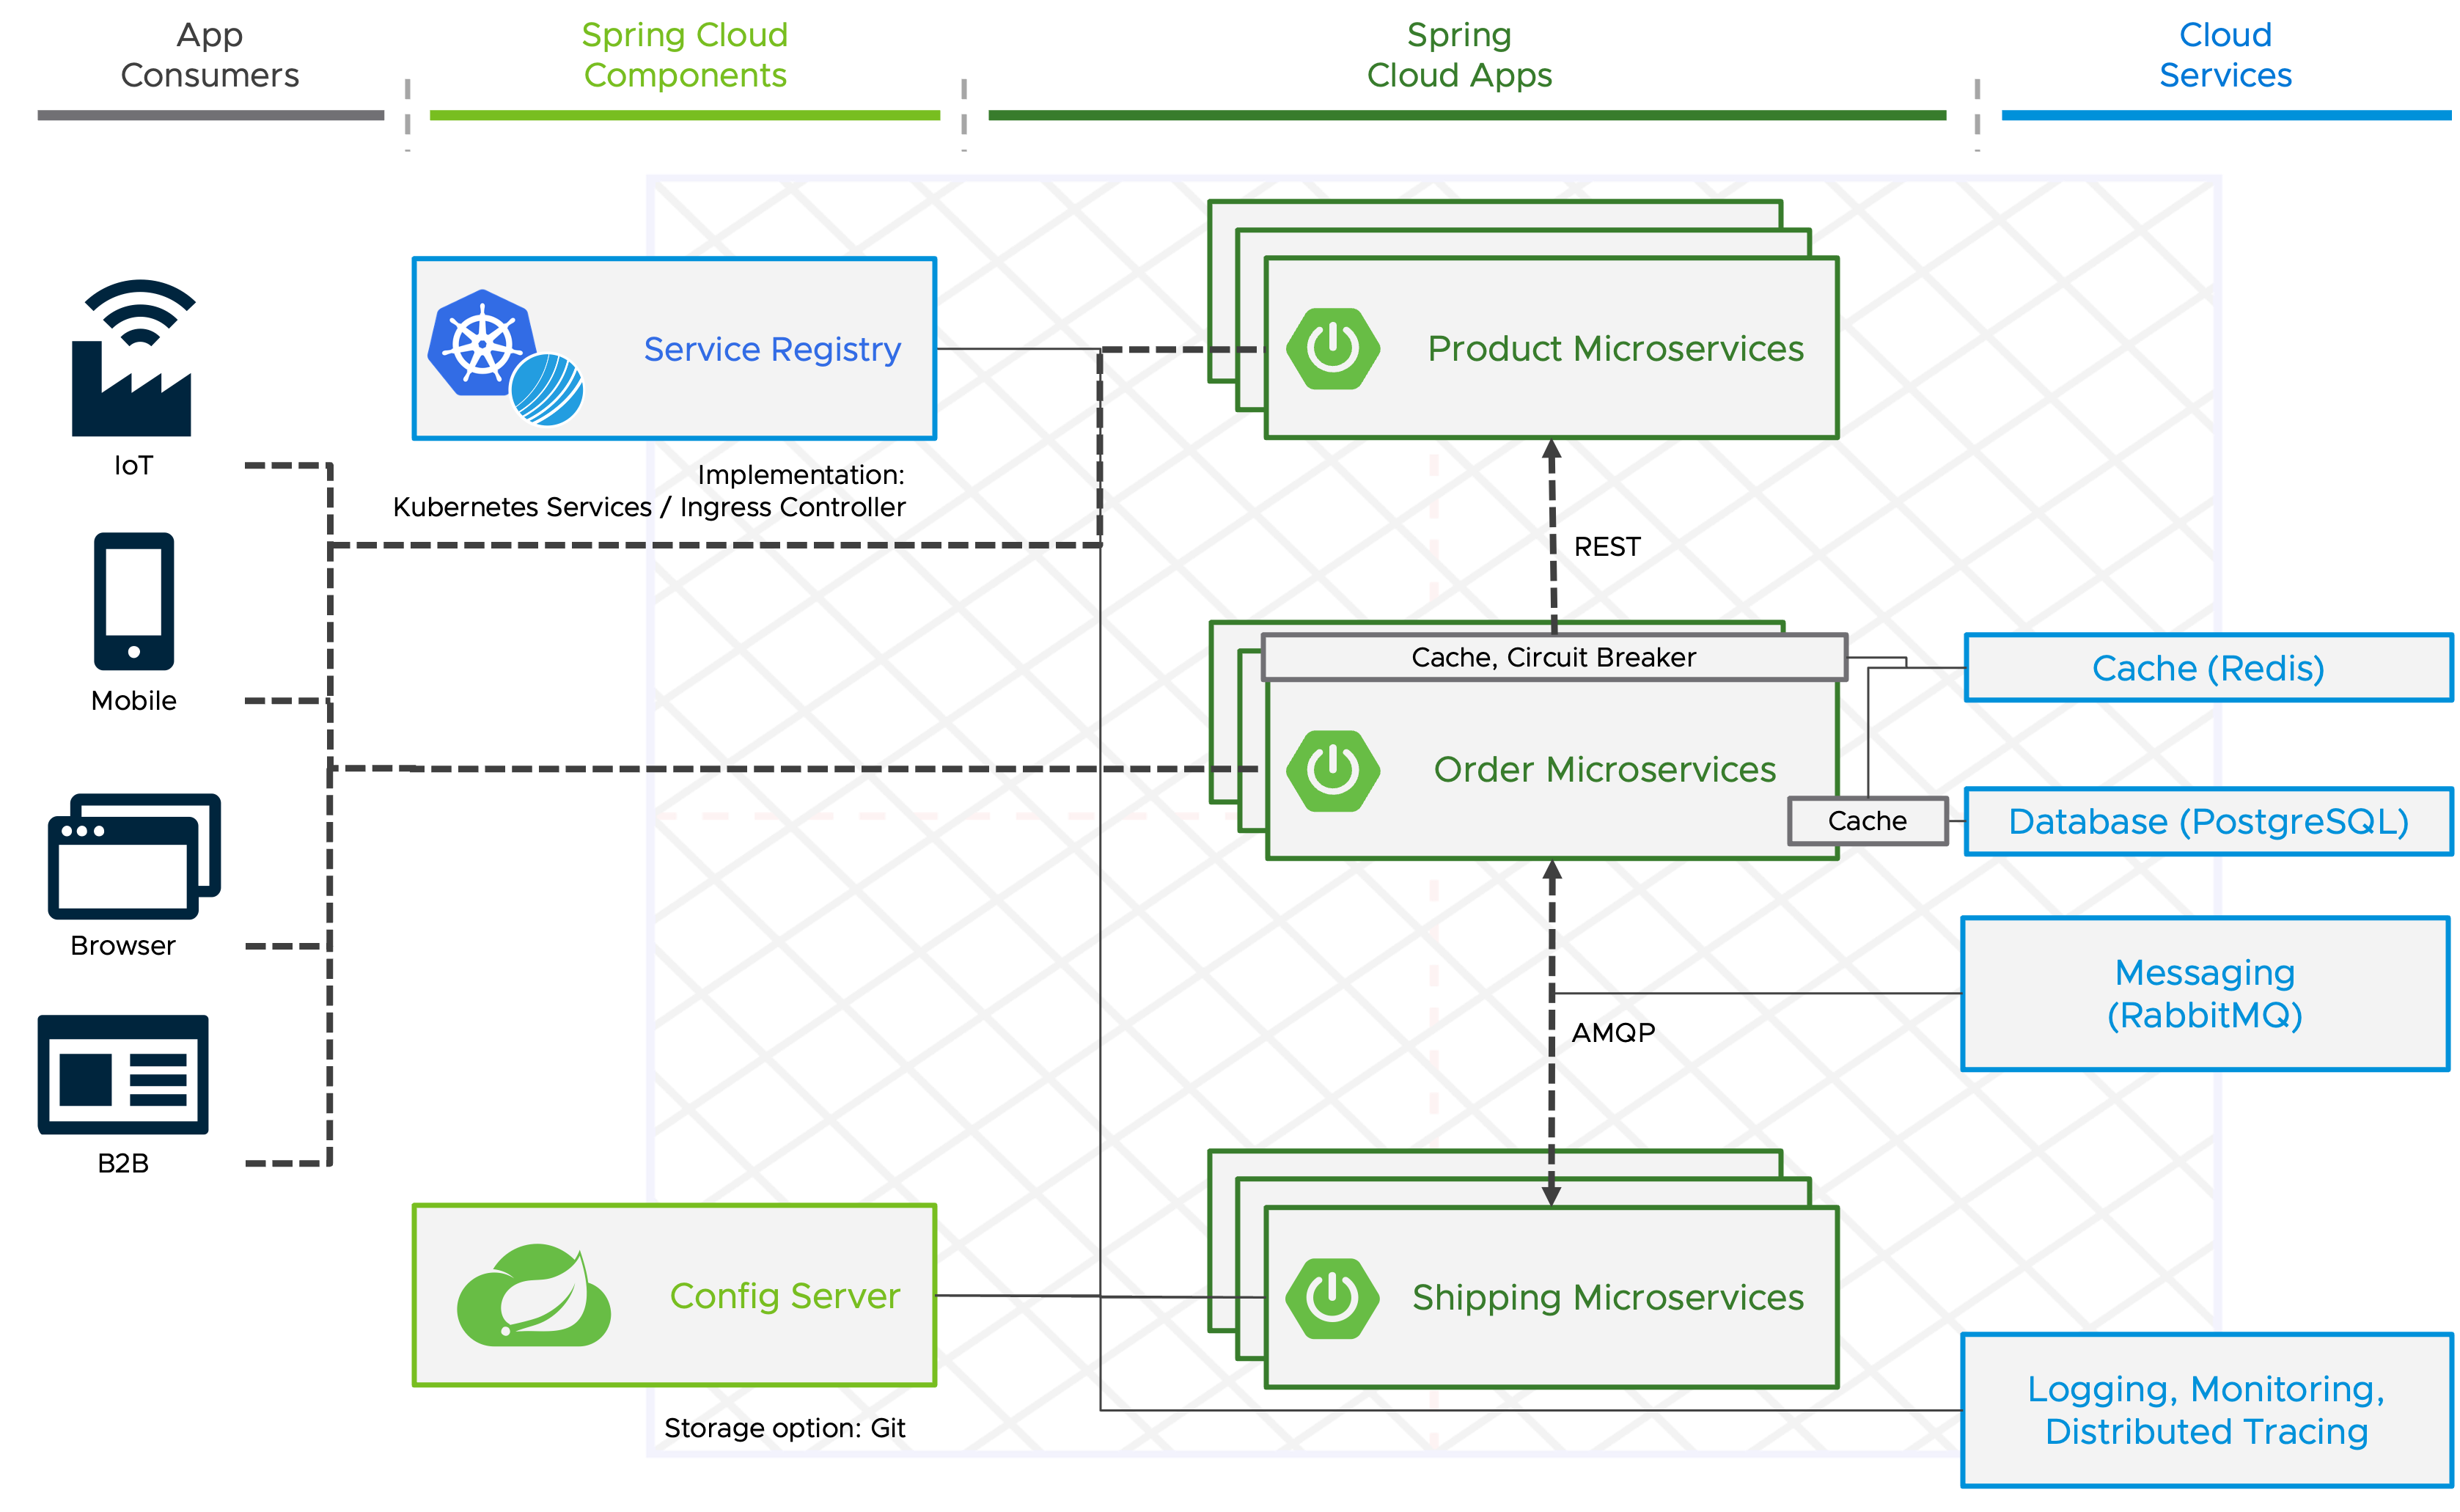 App
Consumers
Spring Cloud
Components
Spring
Cloud Apps
Cloud
Services
IoT
Mobile
Browser
B2B
Service Registry
Implementation:
Kubernetes Services / Ingress Controller
Config Server
Storage option: Git
Product Microservices
REST
Cache, Circuit Breaker
Order Microservices
Cache
AMQP
Shipping Microservices
Cache (Redis)
Database (PostgreSQL)
Messaging
(RabbitMQ)
Logging, Monitoring,
Distributed Tracing